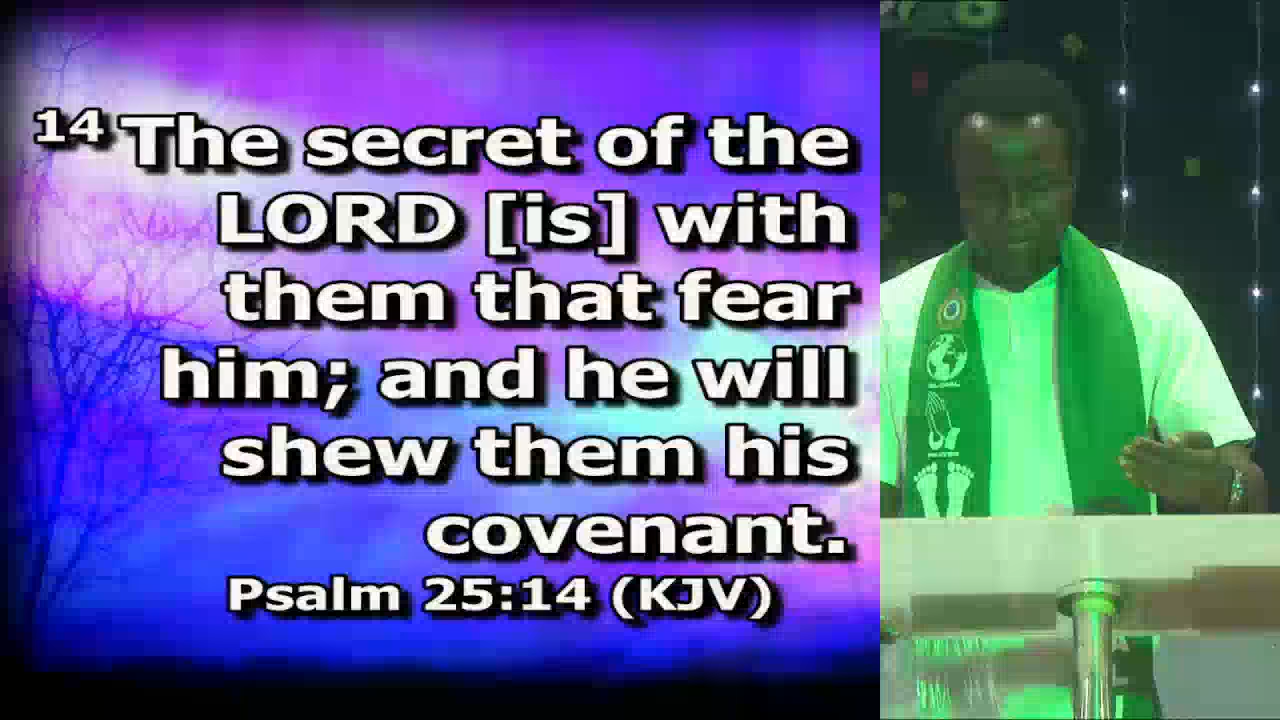 14 The secret of the
LORD [is] with
them that fear
him; and he will
shew them his
covenant.
Psalm 25:14 (KJV)